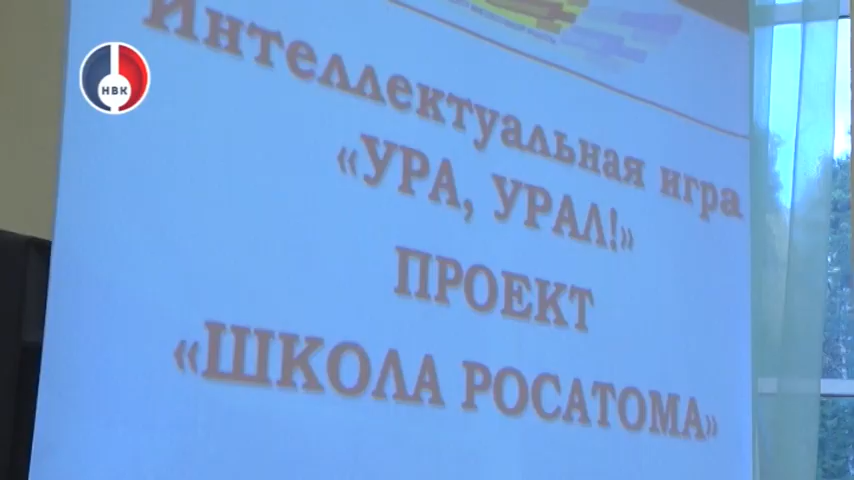 НВК
Интеллектуальная игра
«УРА, УРАЛ!»
ПРОЕКТ
«ШКОЛА РОСАТОМА»